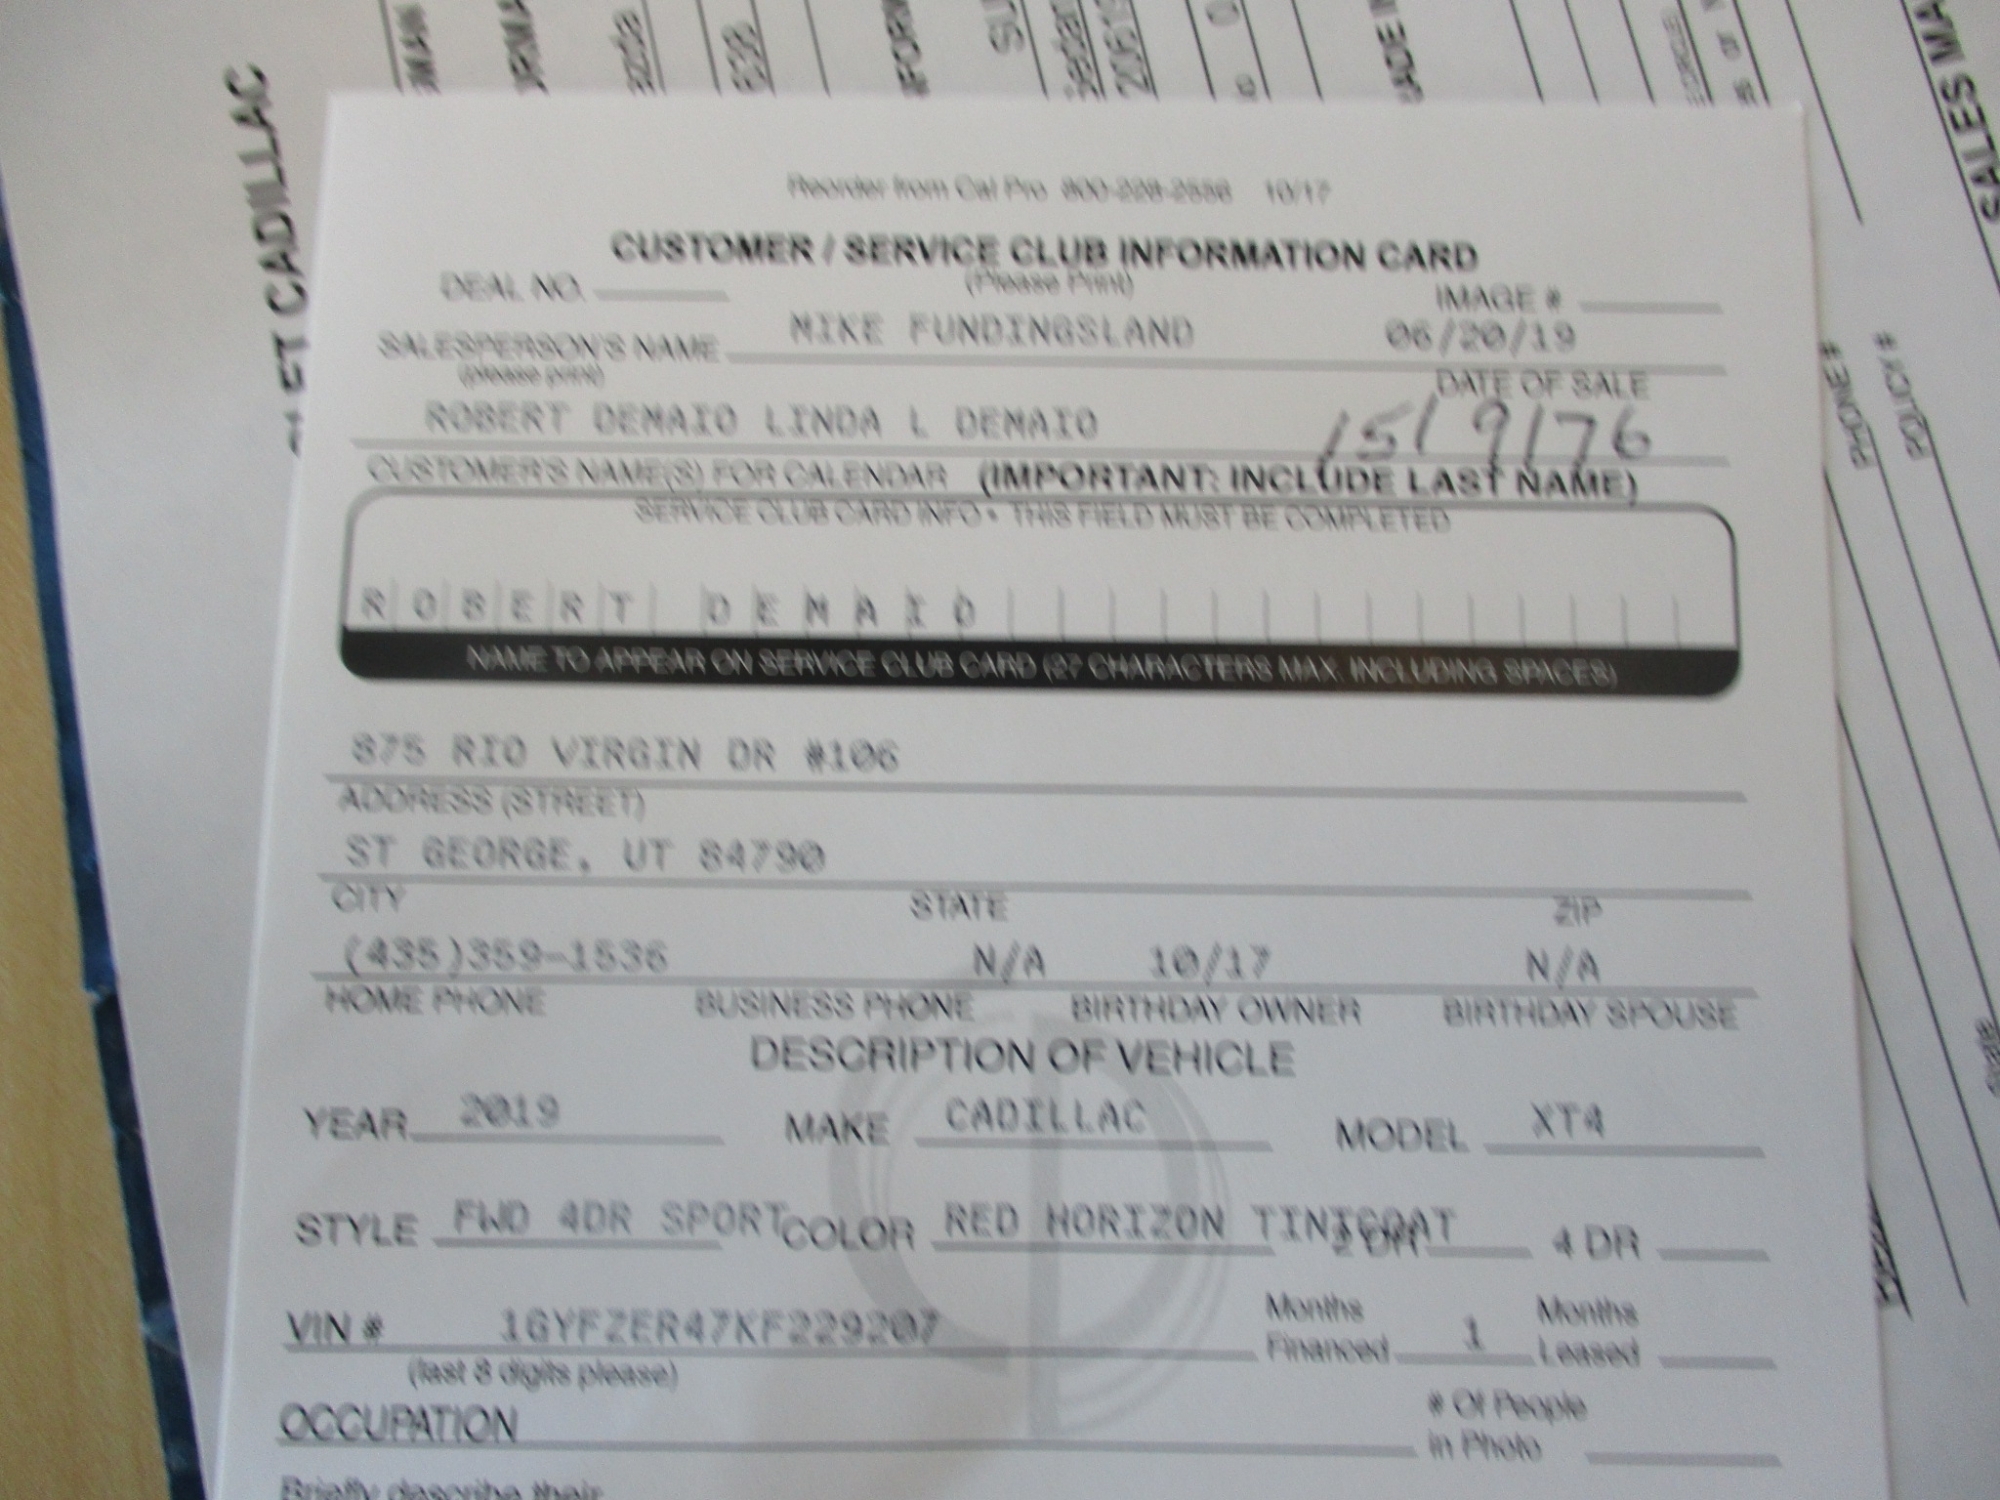 LET CADILLAC
SALES MA
PHONE#
POLICY #
Reorder from Cal Pro 800-228-2558 10/17
CUSTOMER / SERVICE CLUB INFORMATION CARD
(Please Print)
DEAL NO. IMAGE #
MIKE FUNDINGSLAND 06/20/19
SALESPERSON'S NAME
(please print) DATE OF SALE
ROBERT DEMAIO LINDA L DEMAIO 1519176
CUSTOMER'S NAME(S) FOR CALENDAR (IMPORTANT: INCLUDE LAST NAME)
SERVICE CLUB CARD INFO • THIS FIELD MUST BE COMPLETED
ROBERT DEMAIO
NAME TO APPEAR ON SERVICE CLUB CARD (27 CHARACTERS MAX. INCLUDING SPACES)
875 RIO VIRGIN DR #106
ADDRESS (STREET)
ST GEORGE, UT 84790
CITY STATE ZIP
(435)359-1536 N/A 10/17 N/A
HOME PHONE BUSINESS PHONE BIRTHDAY OWNER BIRTHDAY SPOUSE
DESCRIPTION OF VEHICLE
YEAR 2019 MAKE CADILLAC MODEL XT4
STYLE FWD 4DR SPORT COLOR RED HORIZON TINTCOAT 2 DR 4 DR
VIN # 1GYFZER47KF229207 Months Financed 1 Months Leased
(last 8 digits please)
OCCUPATION # Of People in Photo
Briefly describe their